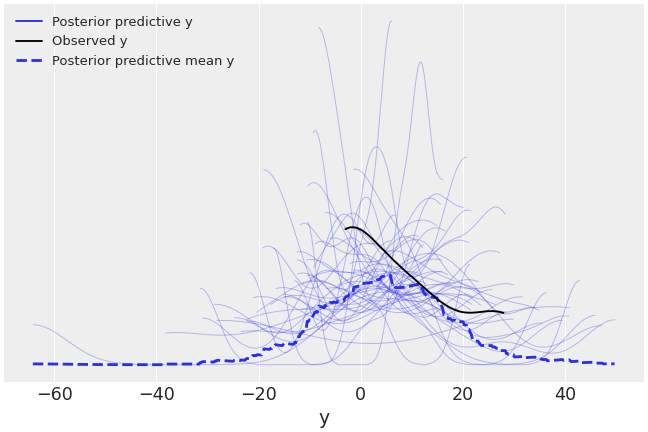 Posterior predictive y
Observed y
Posterior predictive mean y
−60 −40 −20 0 20 40
y